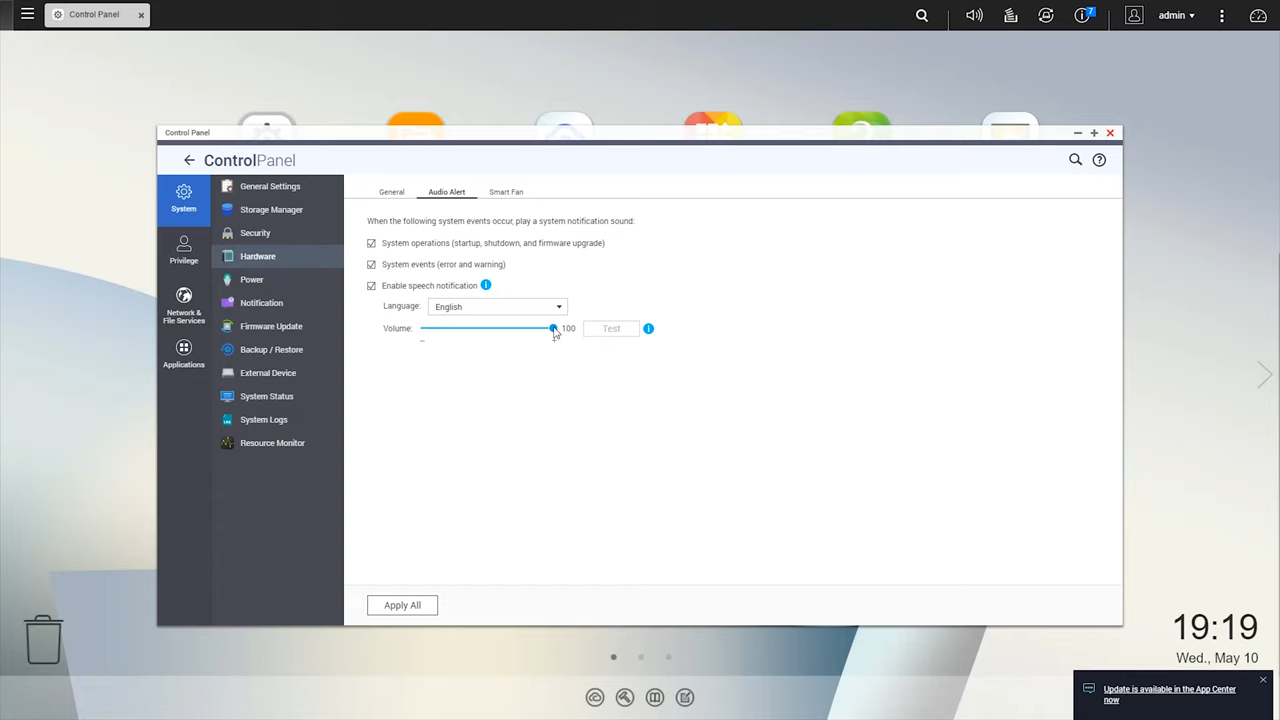 Control Panel
7
admin
Control Panel
ControlPanel
System
Privilege
Network &
File Services
Applications
General Settings
Storage Manager
Security
Hardware
Power
Notification
Firmware Update
Backup / Restore
External Device
System Status
System Logs
Resource Monitor
General
Audio Alert
Smart Fan
When the following system events occur, play a system notification sound:
System operations (startup, shutdown, and firmware upgrade)
System events (error and warning)
Enable speech notification
Language: English
Volume: 100 Test
Apply All
19:19
Wed., May 10
Update is available in the App Center
now